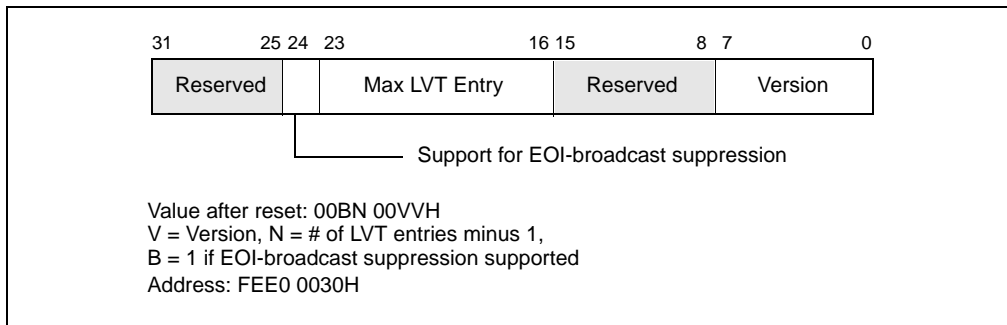 31 25 24 23 16 15 8 7 0
Reserved Max LVT Entry Reserved Version
Support for EOI-broadcast suppression
Value after reset: 00BN 00VVH
V = Version, N = # of LVT entries minus 1,
B = 1 if EOI-broadcast suppression supported
Address: FEE0 0030H